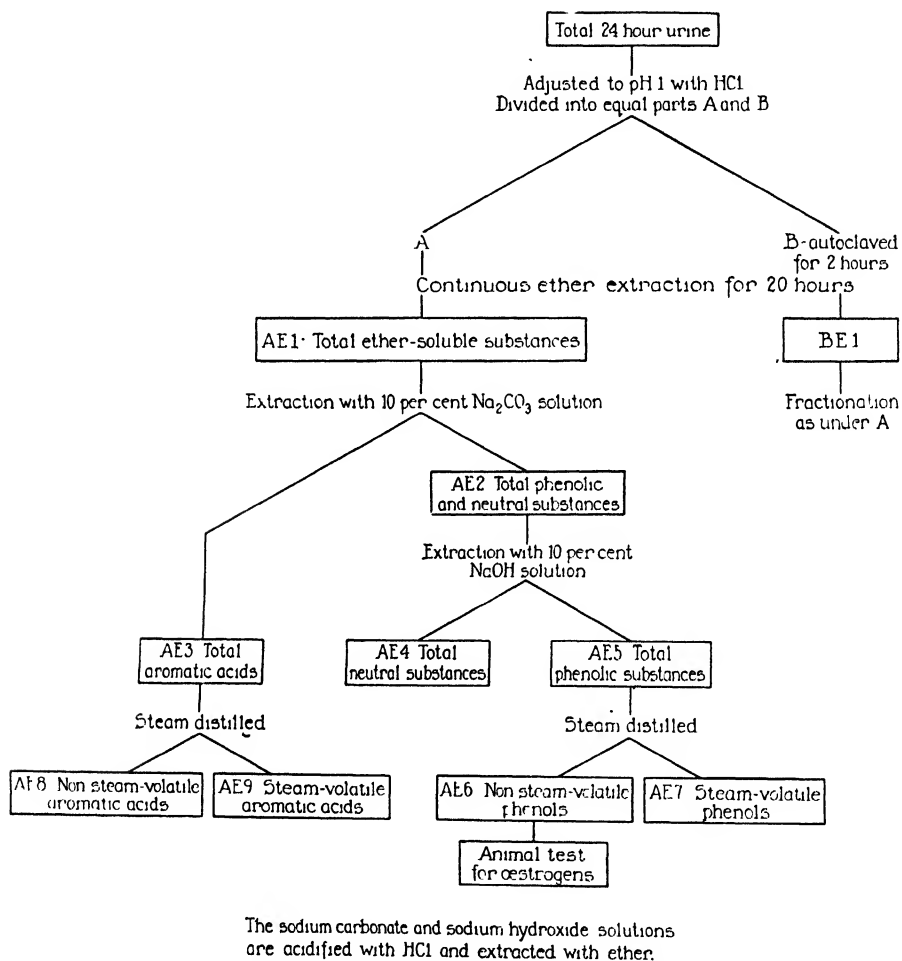 Total 24 hour urine
Adjusted to pH 1 with HCl
Divided into equal parts A and B
A
B-autoclaved
for 2 hours
Continuous ether extraction for 20 hours
AE1· Total ether-soluble substances
BE1
Extraction with 10 per cent Na₂CO₃ solution
Fractionation
as under A
AE2 Total phenolic
and neutral substances
Extraction with 10 per cent
NaOH solution
AE3 Total
aromatic acids
AE4 Total
neutral substances
AE5 Total
phenolic substances
Steam distilled
Steam distilled
AE8 Non steam-volatile
aromatic acids
AE9 Steam-volatile
aromatic acids
AE6 Non steam-volatile
phenols
AE7 Steam-volatile
phenols
Animal test
for œstrogens
The sodium carbonate and sodium hydroxide solutions
are acidified with HCl and extracted with ether.